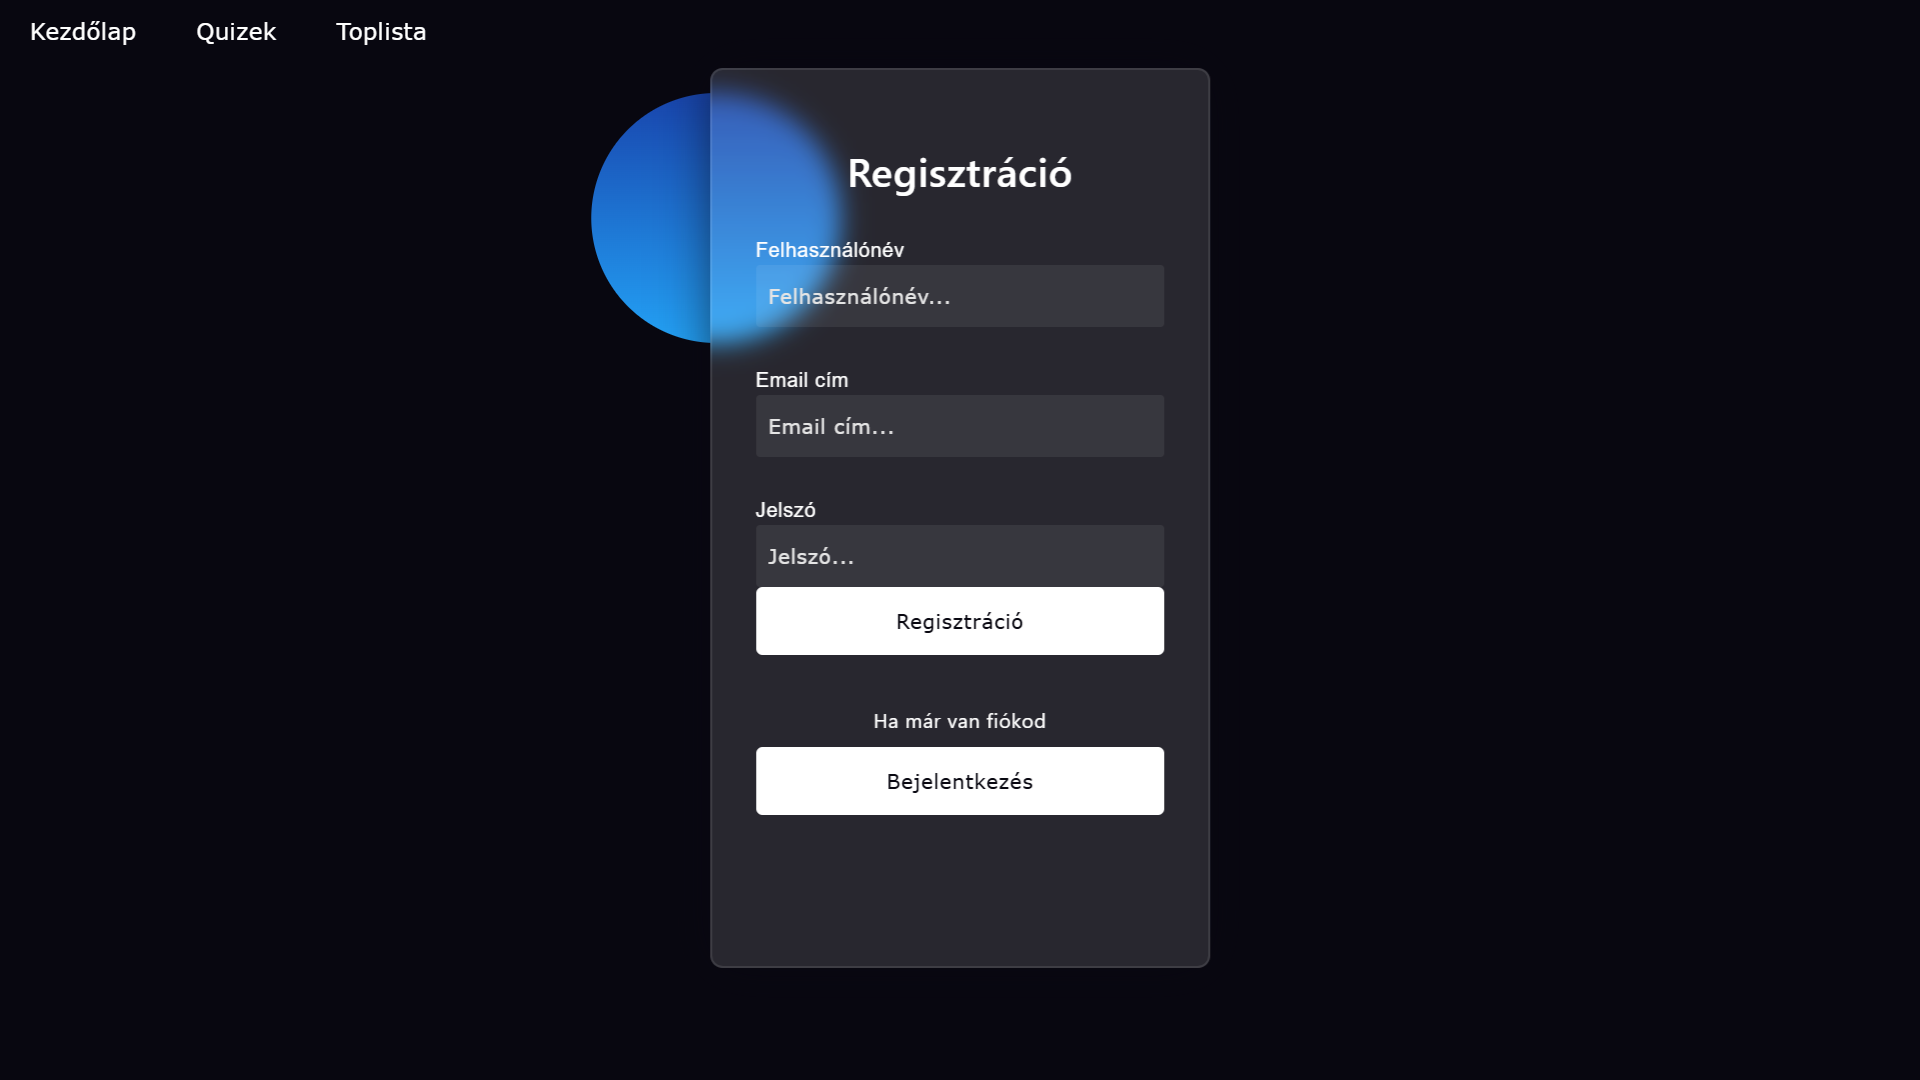 Kezdőlap Quizek Toplista
Regisztráció
Felhasználónév
Felhasználónév...
Email cím
Email cím...
Jelszó
Jelszó...
Regisztráció
Ha már van fiókod
Bejelentkezés